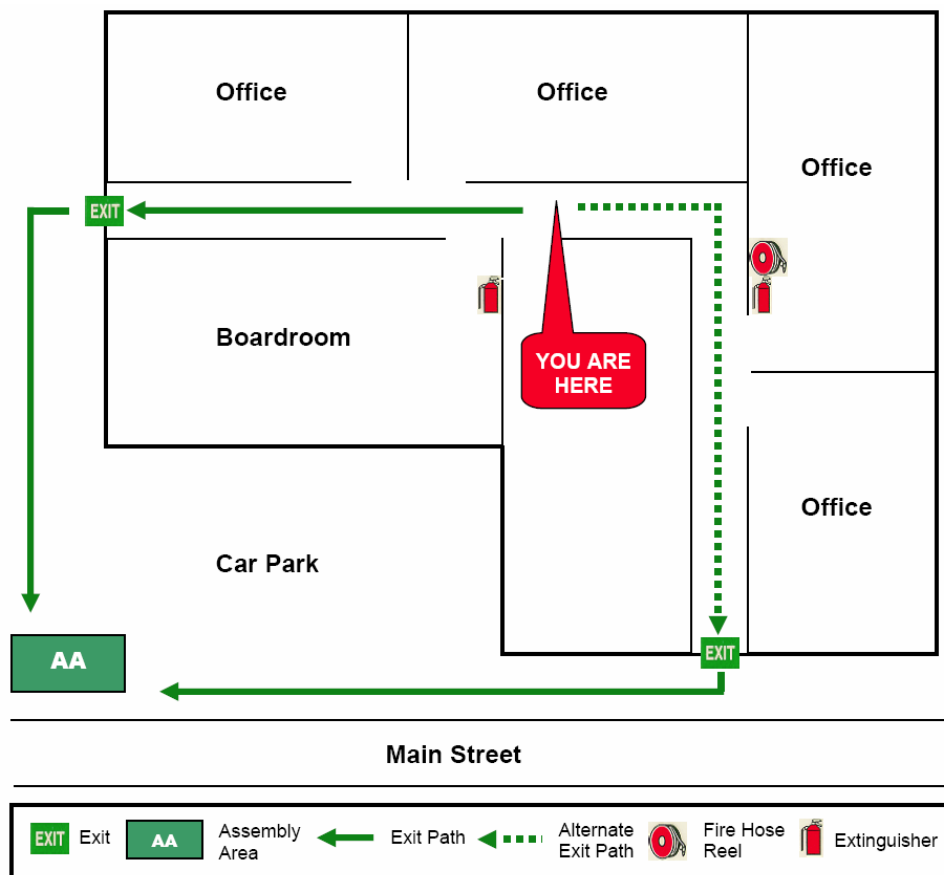 Office
Office
Office
EXIT
Boardroom
YOU ARE
HERE
Office
Car Park
AA
EXIT
Main Street
EXIT Exit
AA Assembly
Area
Exit Path
Alternate
Exit Path
Fire Hose
Reel
Extinguisher